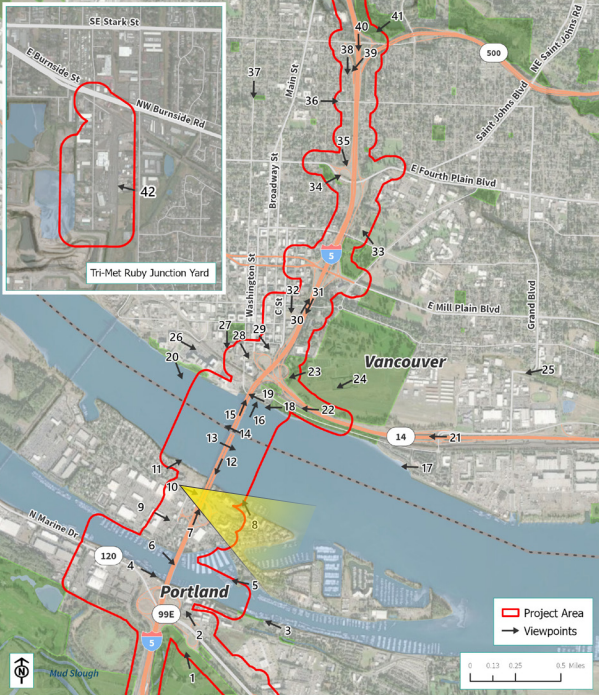 SE Stark St
E Burnside St
NW Burnside Rd
42
Tri-Met Ruby Junction Yard
40
41
38
39
500
NE Saint Johns Rd
37
Main St
36
Saint Johns Blvd
35
Broadway St
34
E Fourth Plain Blvd
33
5
Washington St
C St
32
31
30
E Mill Plain Blvd
Grand Blvd
27
29
26
28
20
Vancouver
23
24
25
19
15
18
22
16
14
14
21
13
12
17
11
10
9
8
7
N Marine Dr
6
120
4
5
Portland
99E
2
3
5
1
Mud Slough
N
Project Area
Viewpoints
0 0.13 0.25 0.5 Miles